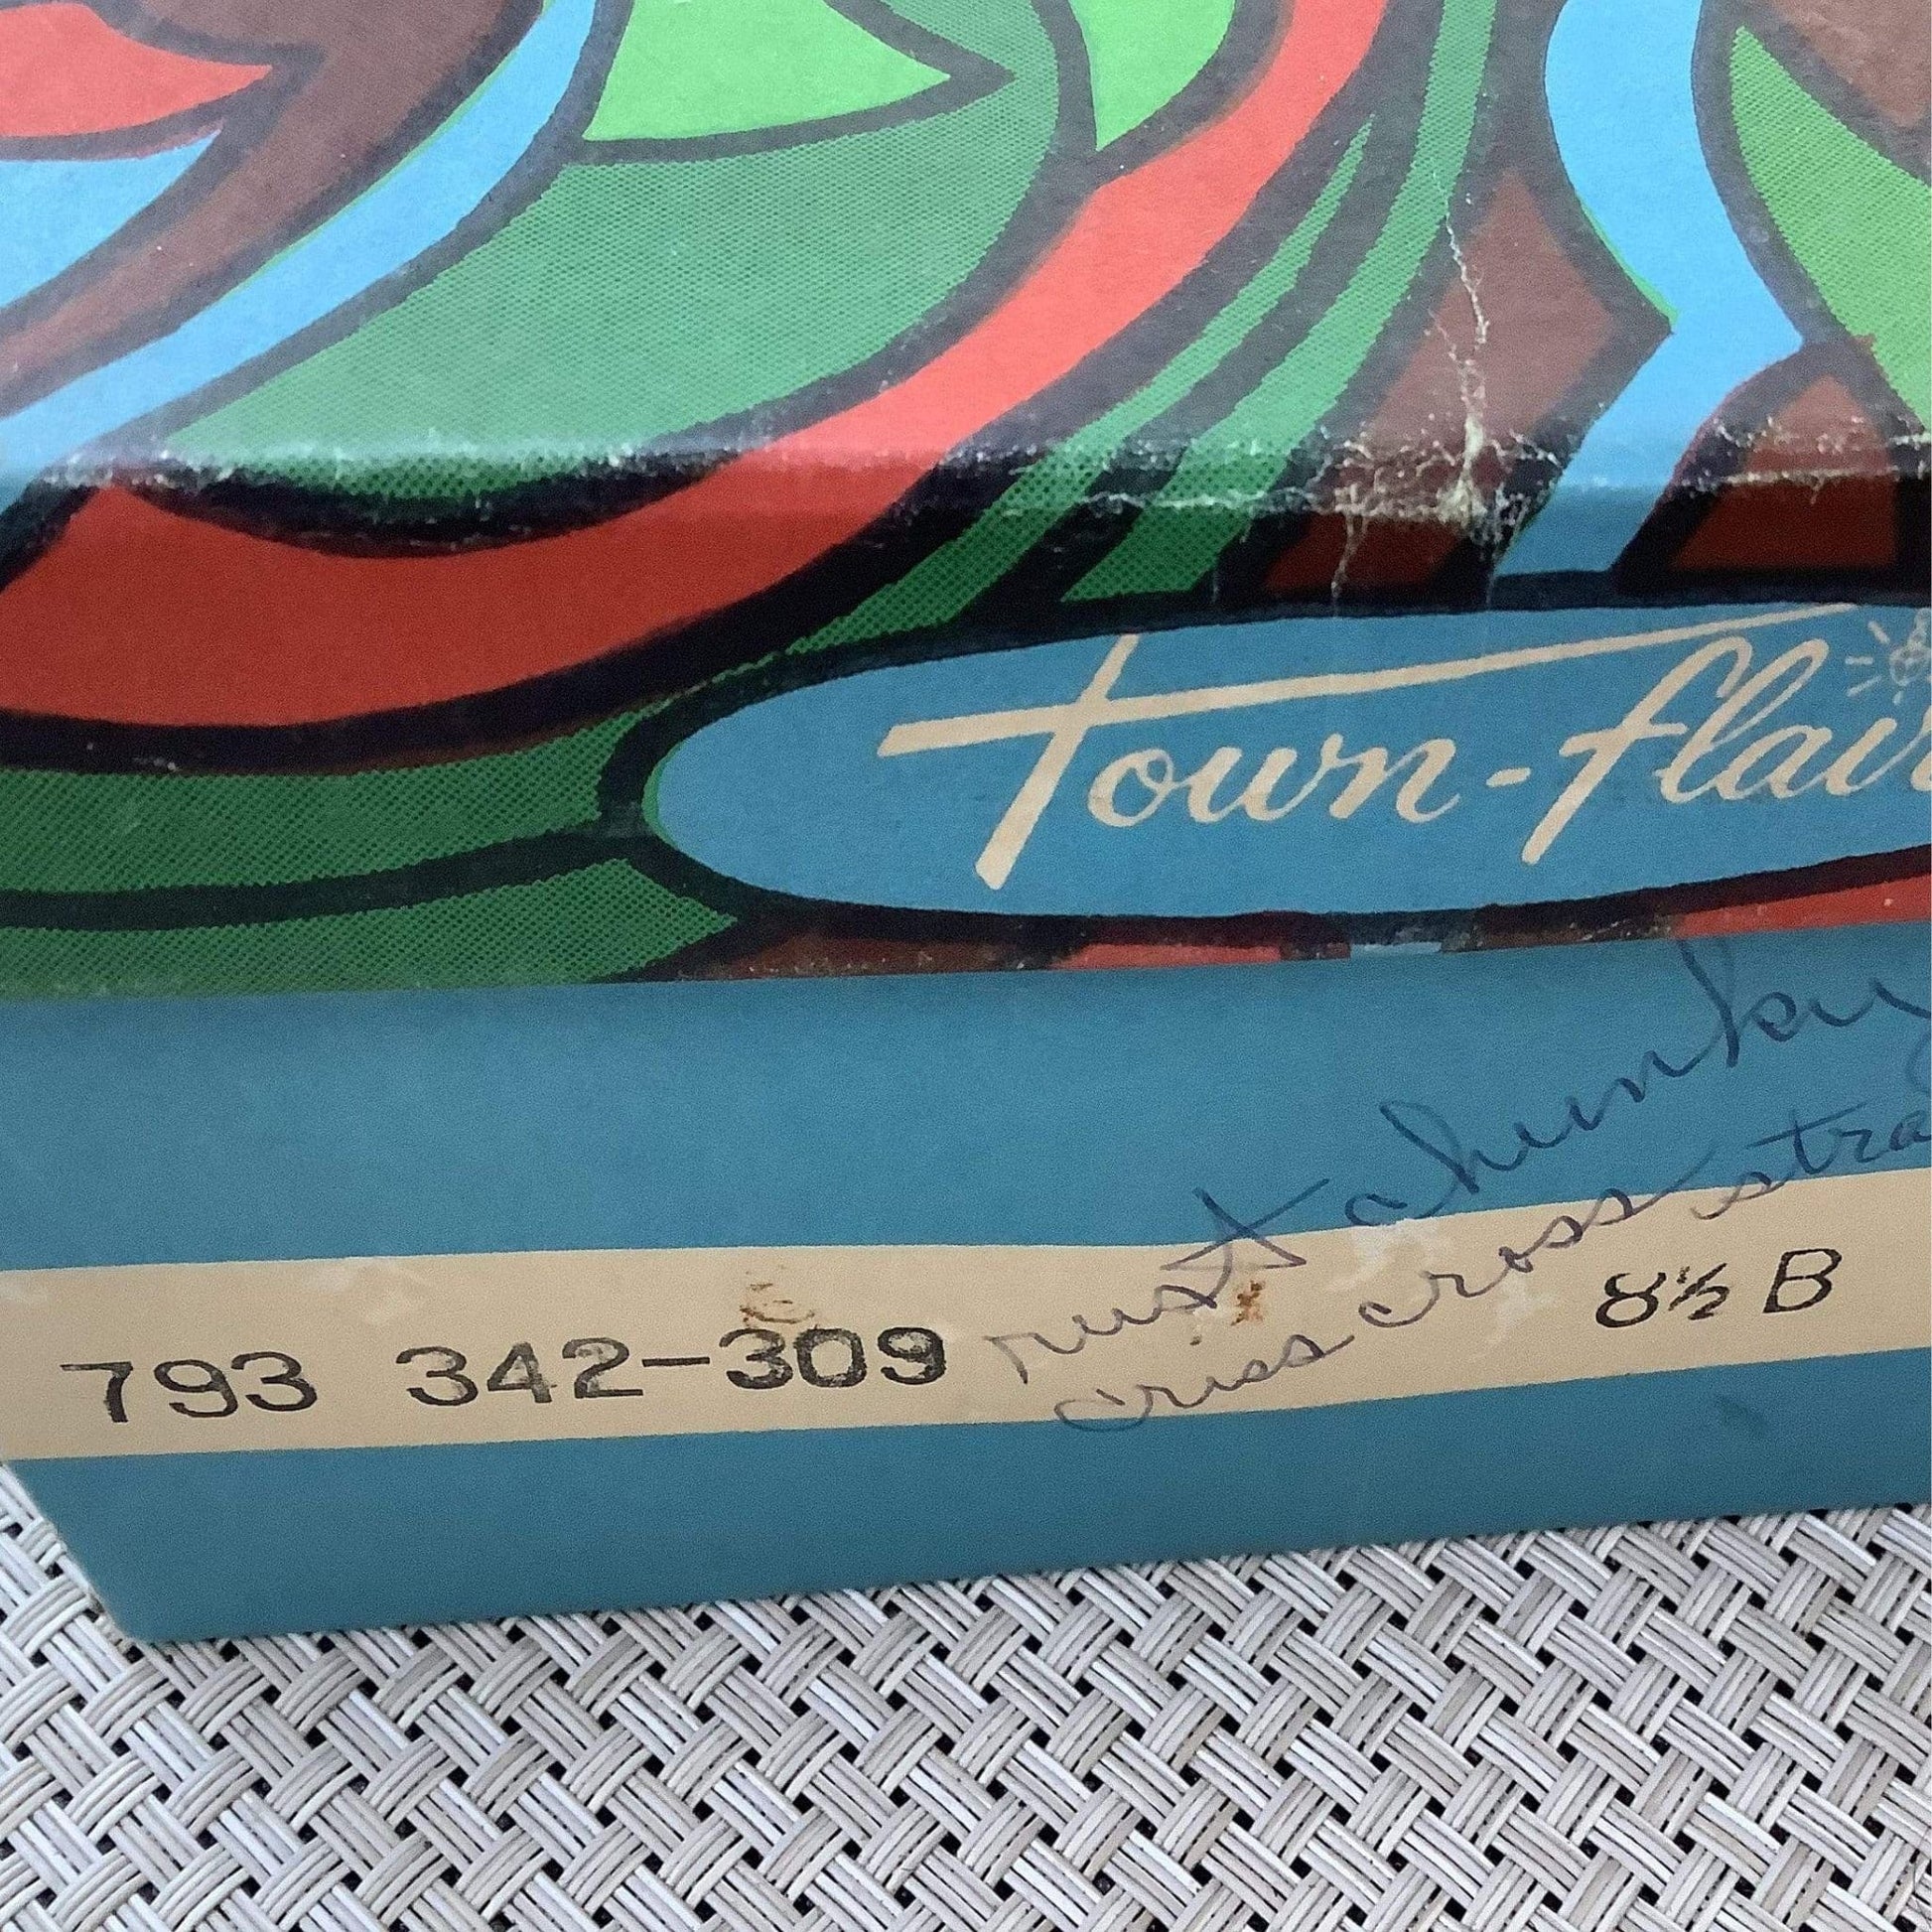 Town-flair
rust chunky
criss cross stra
793 342-309
8½ B